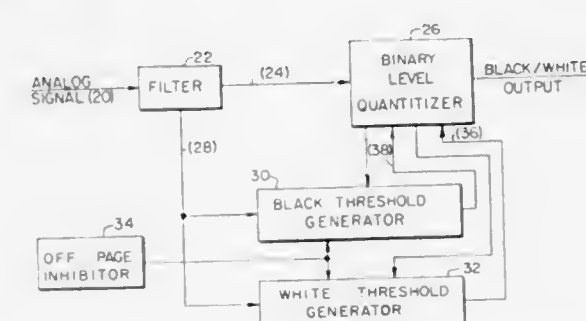 22
26
ANALOG
SIGNAL (20)
FILTER
(24)
BINARY
LEVEL
QUANTITIZER
BLACK/WHITE
OUTPUT
(28)
(38)
(36)
30
BLACK THRESHOLD
GENERATOR
34
OFF PAGE
INHIBITOR
32
WHITE THRESHOLD
GENERATOR